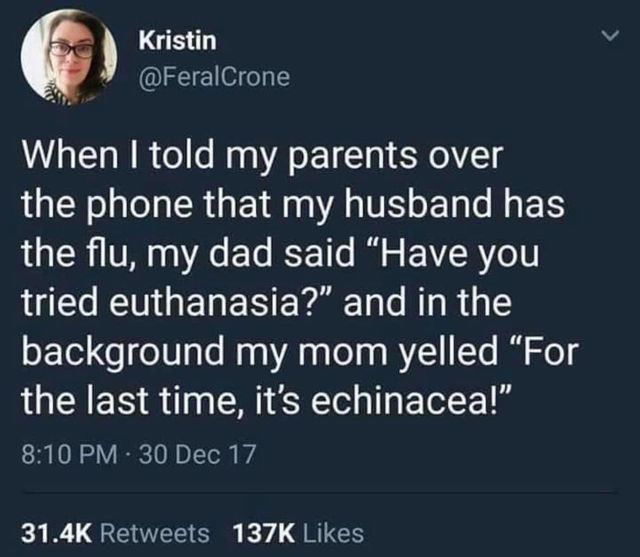 Kristin
@FeralCrone
When I told my parents over
the phone that my husband has
the flu, my dad said “Have you
tried euthanasia?” and in the
background my mom yelled “For
the last time, it’s echinacea!”
8:10 PM · 30 Dec 17
31.4K Retweets 137K Likes